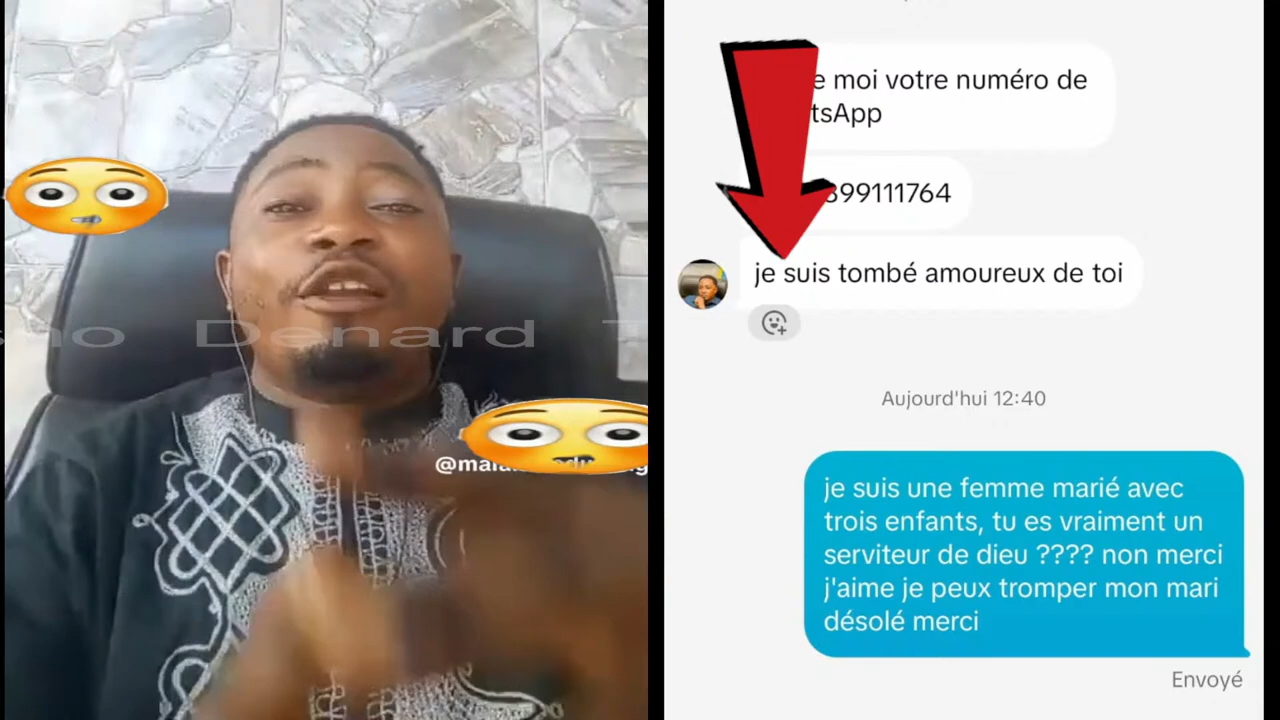 Denard
e moi votre numéro de
tsApp
899111764
je suis tombé amoureux de toi
Aujourd'hui 12:40
je suis une femme marié avec
trois enfants, tu es vraiment un
serviteur de dieu ???? non merci
j'aime je peux tromper mon mari
désolé merci
Envoyé